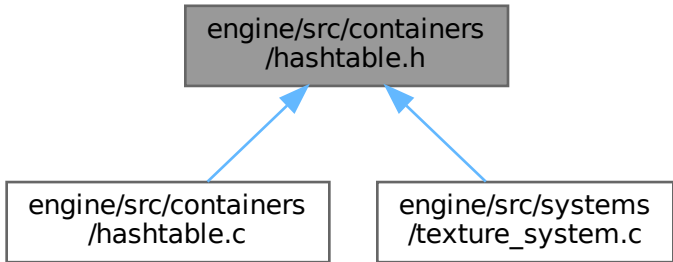 engine/src/containers
/hashtable.h
engine/src/containers
/hashtable.c
engine/src/systems
/texture_system.c